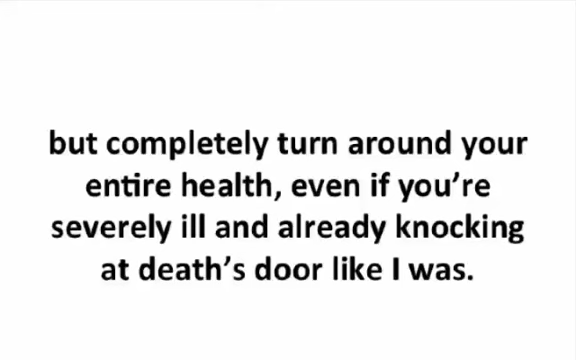 but completely turn around your
entire health, even if you’re
severely ill and already knocking
at death’s door like I was.